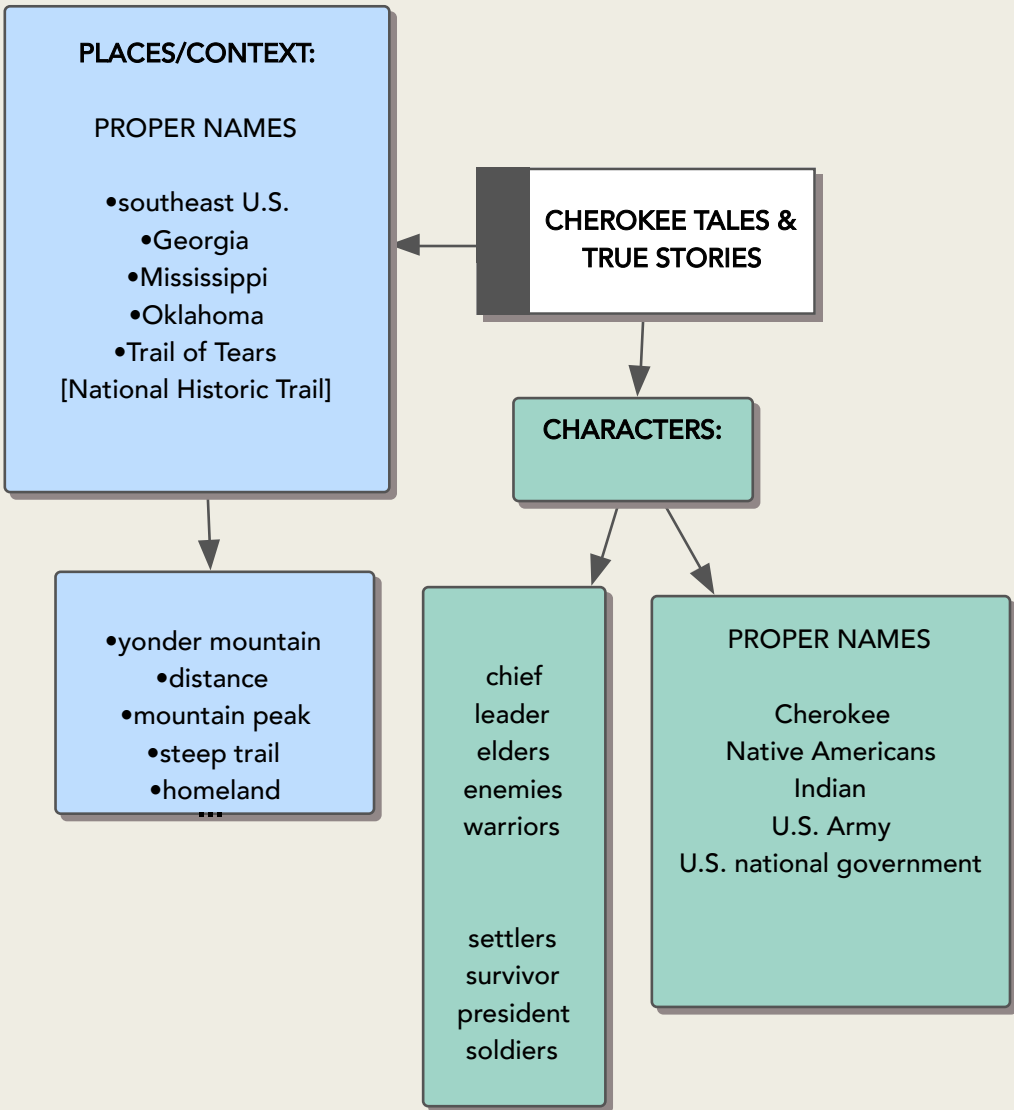 PLACES/CONTEXT:
PROPER NAMES
•southeast U.S.
•Georgia
•Mississippi
•Oklahoma
•Trail of Tears
[National Historic Trail]
CHEROKEE TALES &
TRUE STORIES
CHARACTERS:
•yonder mountain
•distance
•mountain peak
•steep trail
•homeland
...
chief
leader
elders
enemies
warriors
settlers
survivor
president
soldiers
PROPER NAMES
Cherokee
Native Americans
Indian
U.S. Army
U.S. national government